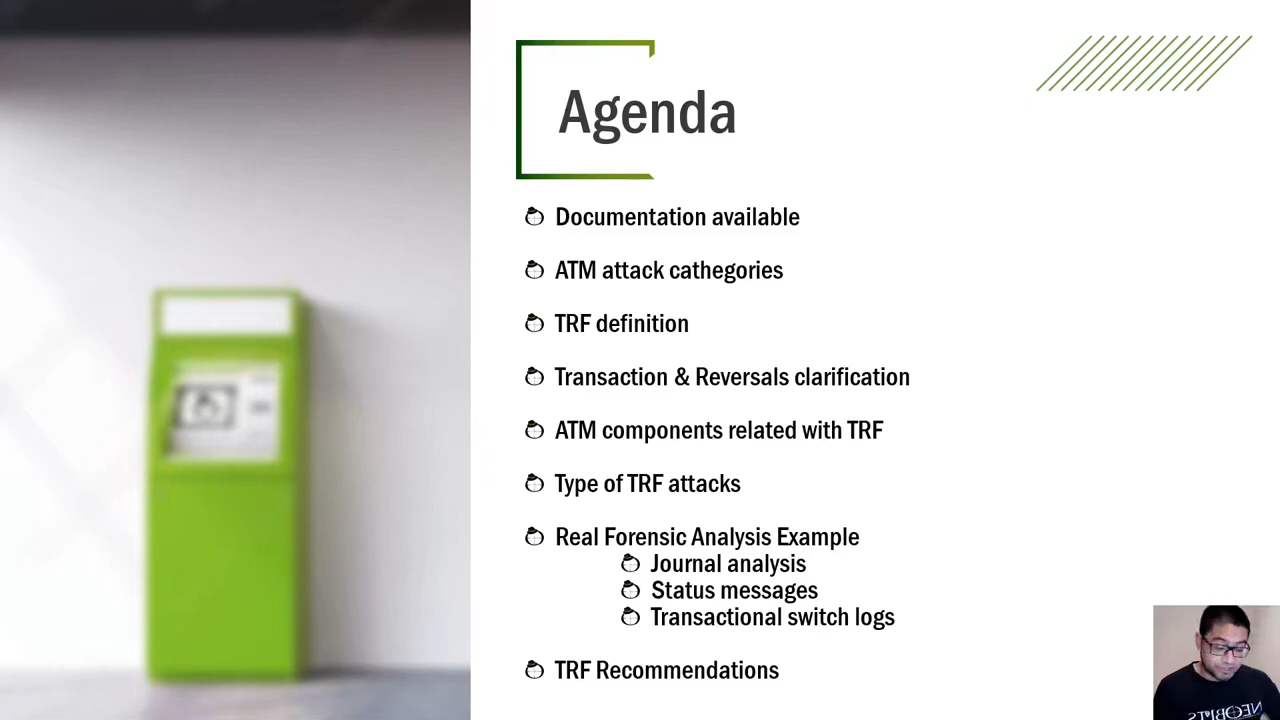 Agenda
Documentation available
ATM attack cathegories
TRF definition
Transaction & Reversals clarification
ATM components related with TRF
Type of TRF attacks
Real Forensic Analysis Example
Journal analysis
Status messages
Transactional switch logs
TRF Recommendations
NEOBITS